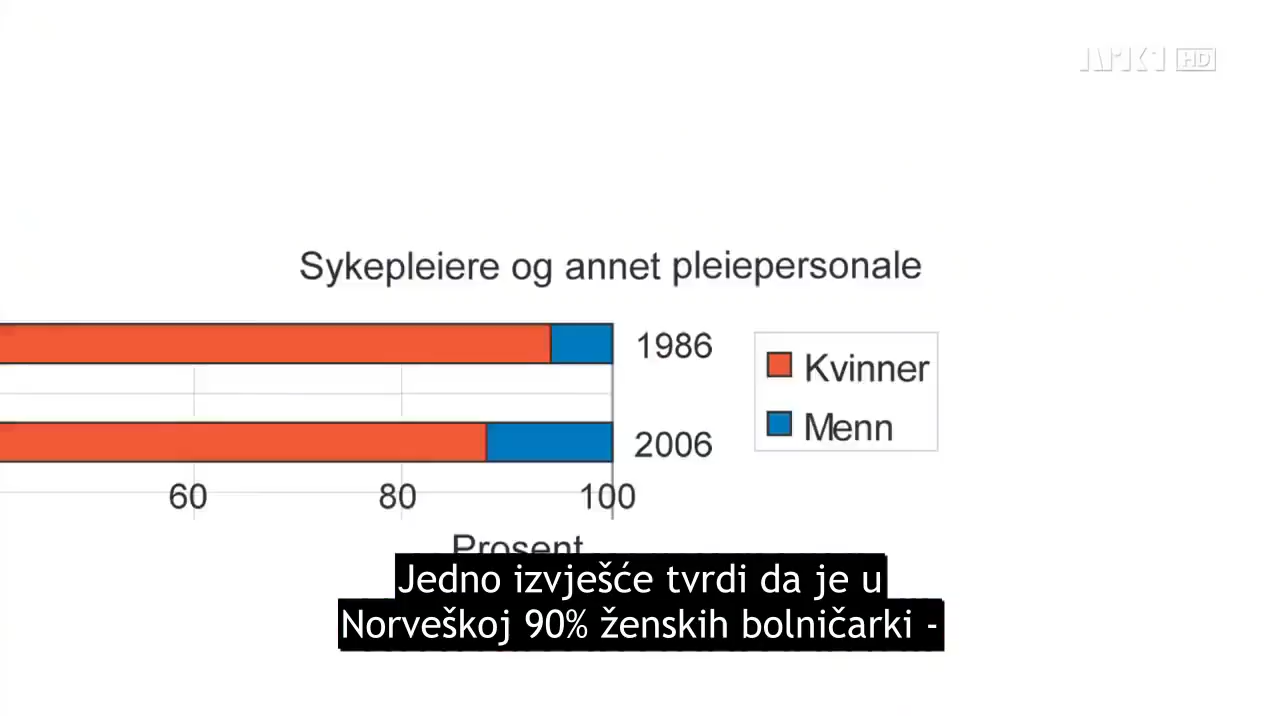 NRK1 HD
Sykepleiere og annet pleiepersonale
1986
Kvinner
Menn
2006
60 80 100
Prosent
Jedno izvješće tvrdi da je u
Norveškoj 90% ženskih bolničarki -